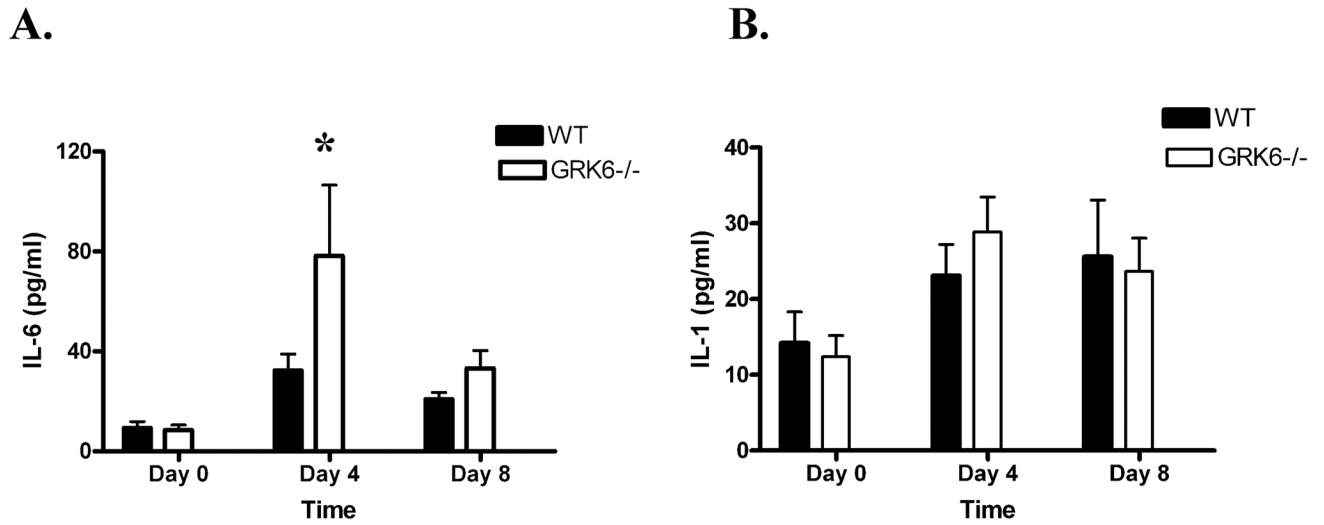 A.
IL-6 (pg/ml)
120
80
40
0
*
WT
GRK6-/-
Day 0
Day 4
Day 8
Time
B.
IL-1 (pg/ml)
40
30
20
10
0
WT
GRK6-/-
Day 0
Day 4
Day 8
Time